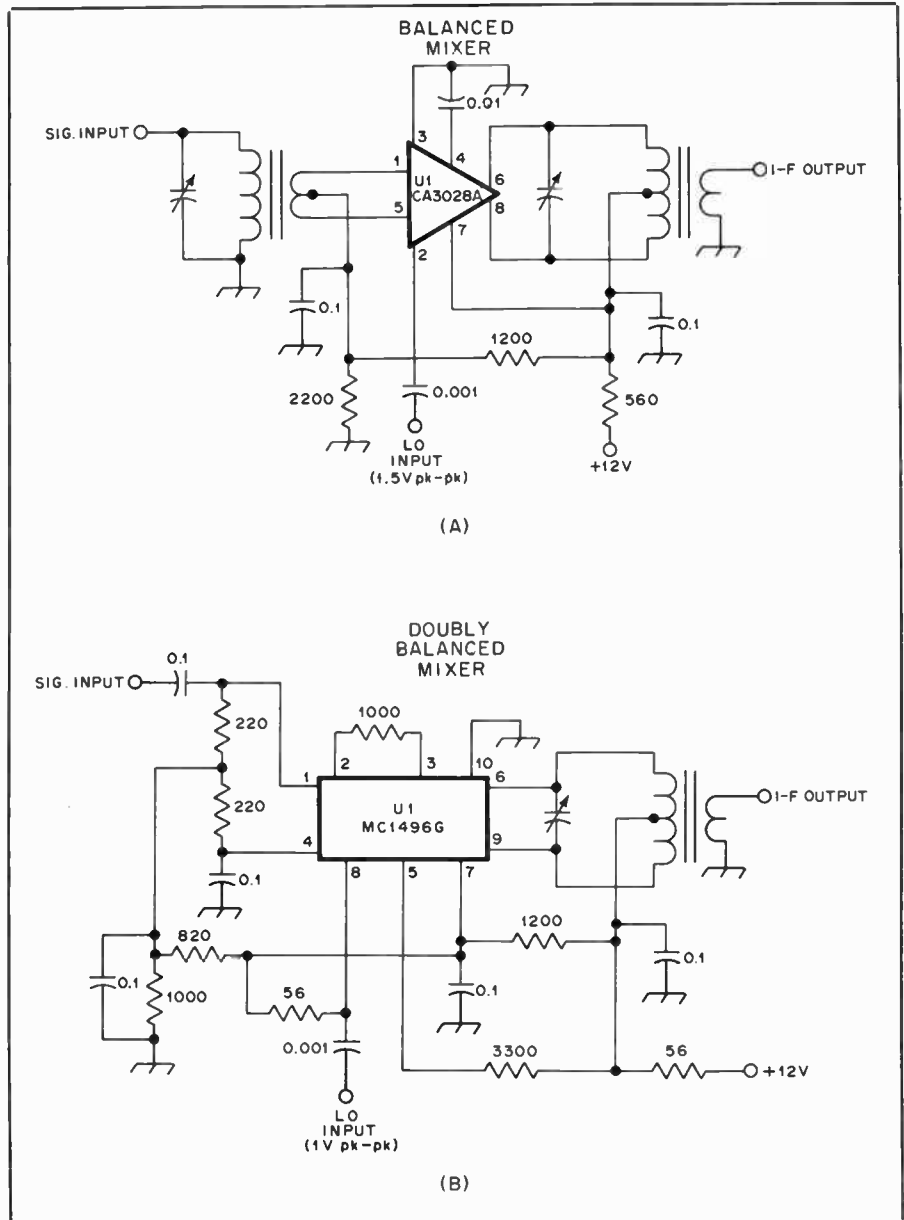 BALANCED
MIXER
0.01
SIG. INPUT
3
4
1
U1
CA3028A
6
8
5
7
2
I-F OUTPUT
0.1
0.1
1200
2200
0.001
560
LO
INPUT
(1.5V pk-pk)
+12V
(A)
DOUBLY
BALANCED
MIXER
0.1
SIG. INPUT
220
1000
2
3
10
1
6
U1
MC1496G
I-F OUTPUT
220
4
9
8
5
7
0.1
820
1200
0.1
0.1
1000
56
0.1
0.001
3300
56
+12V
LO
INPUT
(1V pk-pk)
(B)